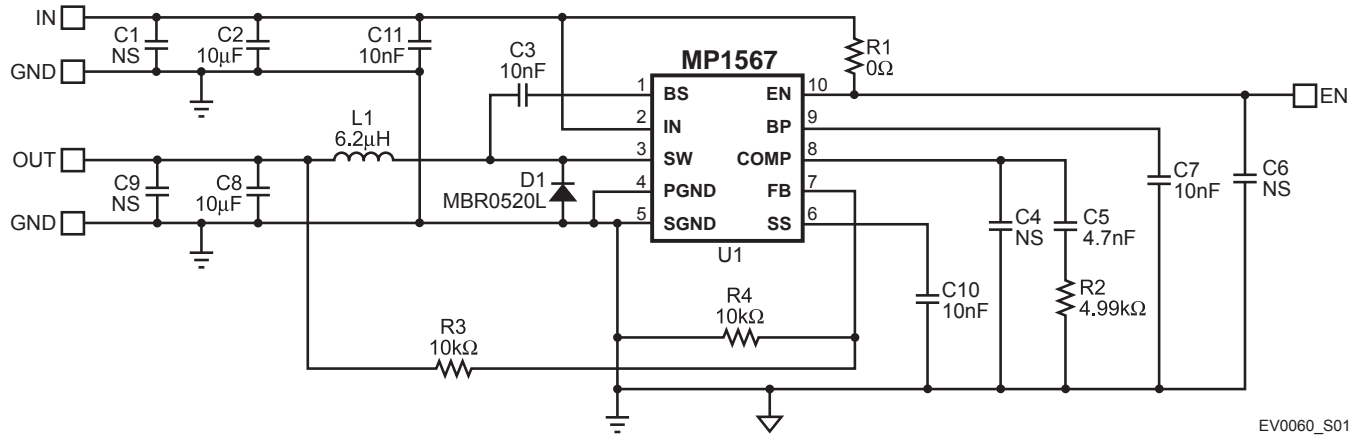 IN
C1
NS
C2
10μF
C11
10nF
GND
C3
10nF
MP1567
R1
0Ω
1 BS EN 10
2 IN BP 9
3 SW COMP 8
4 PGND FB 7
5 SGND SS 6
U1
EN
L1
6.2μH
OUT
C9
NS
C8
10μF
D1
MBR0520L
GND
C7
10nF
C6
NS
C4
NS
C5
4.7nF
C10
10nF
R2
4.99kΩ
R4
10kΩ
R3
10kΩ
EV0060_S01